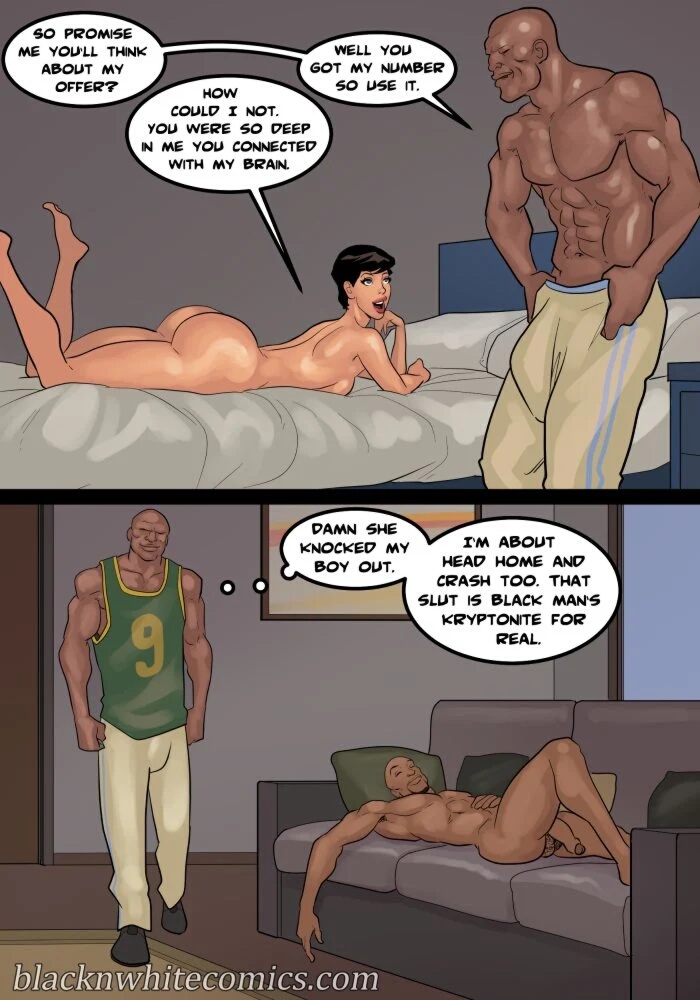 SO PROMISE
ME YOU'LL THINK
ABOUT MY
OFFER?
WELL YOU
GOT MY NUMBER
SO USE IT.
HOW
COULD I NOT.
YOU WERE SO DEEP
IN ME YOU CONNECTED
WITH MY BRAIN.
DAMN SHE
KNOCKED MY
BOY OUT.
I'M ABOUT
HEAD HOME AND
CRASH TOO. THAT
SLUT IS BLACK MAN'S
KRYPTONITE FOR
REAL.
9
blacknwhitecomics.com